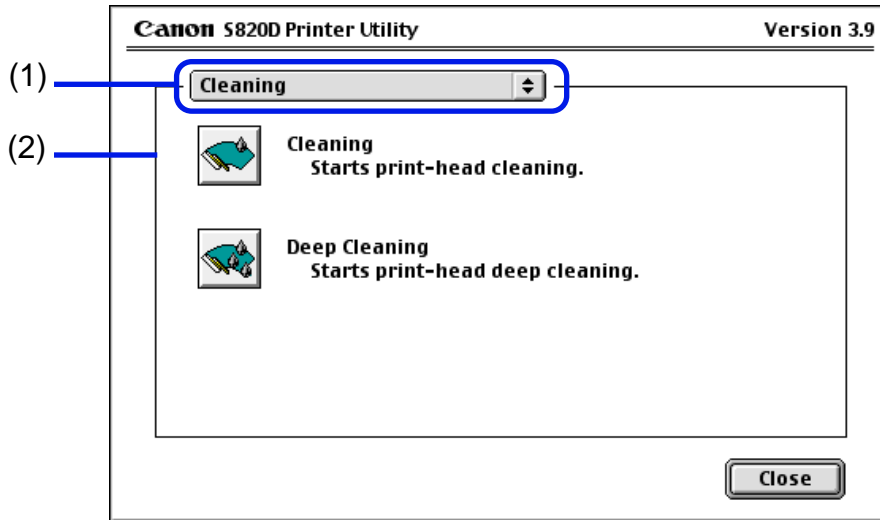 Canon S820D Printer Utility Version 3.9
(1)
Cleaning
(2)
Cleaning
Starts print-head cleaning.
Deep Cleaning
Starts print-head deep cleaning.
Close